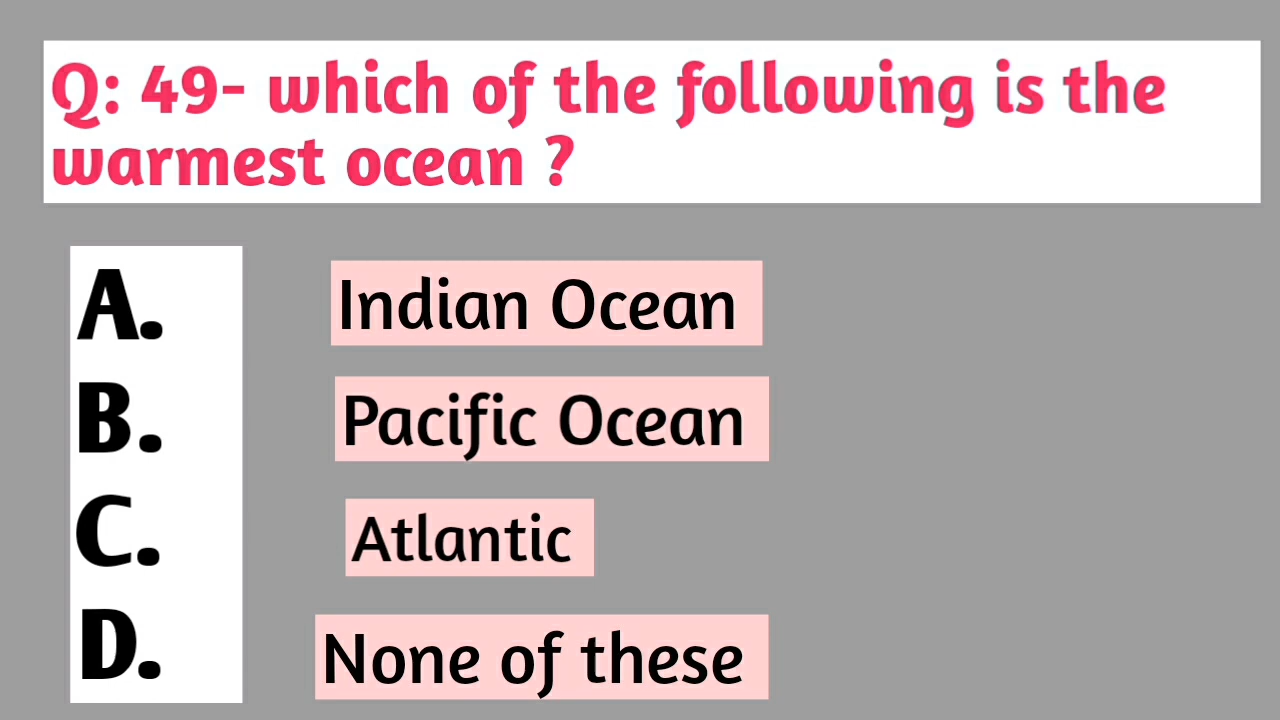 Q: 49- which of the following is the
warmest ocean ?
A. Indian Ocean
B. Pacific Ocean
C. Atlantic
D. None of these